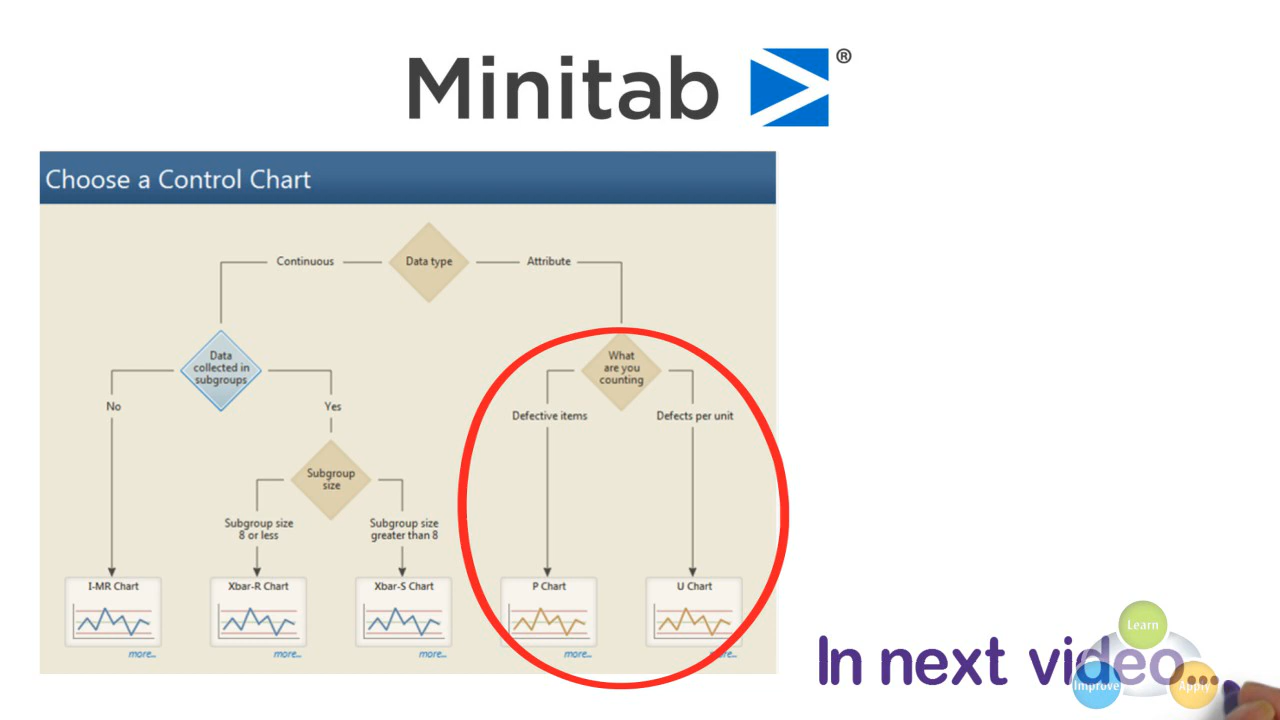 Minitab ®
Choose a Control Chart
Continuous
Data type
Attribute
Data
collected in
subgroups
What
are you
counting
No
Yes
Defective items
Defects per unit
Subgroup
size
Subgroup size
8 or less
Subgroup size
greater than 8
I-MR Chart
Xbar-R Chart
Xbar-S Chart
P Chart
U Chart
more...
more...
more...
more...
more...
In next video...
Learn
Improve
Apply